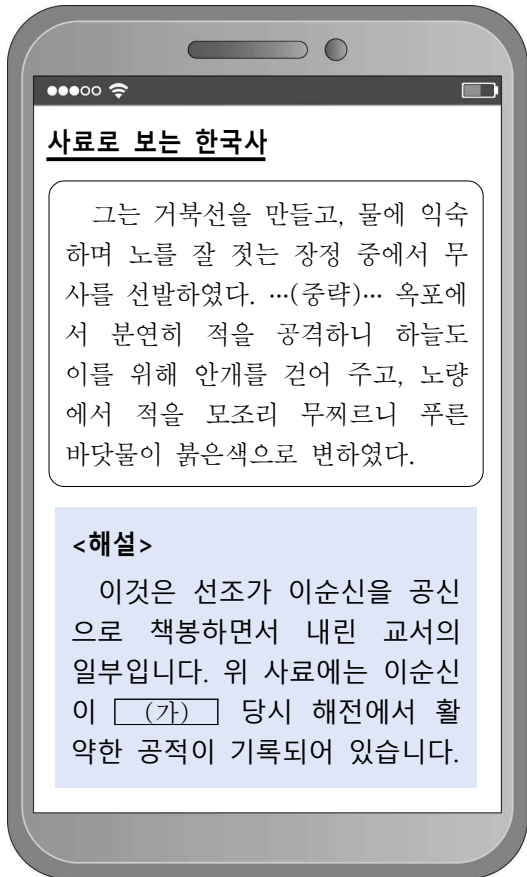 사료로 보는 한국사
그는 거북선을 만들고, 물에 익숙
하며 노를 잘 젓는 장정 중에서 무
사를 선발하였다. …(중략)… 옥포에
서 분연히 적을 공격하니 하늘도
이를 위해 안개를 걷어 주고, 노량
에서 적을 모조리 무찌르니 푸른
바닷물이 붉은색으로 변하였다.
<해설>
이것은 선조가 이순신을 공신
으로 책봉하면서 내린 교서의
일부입니다. 위 사료에는 이순신
이 (가) 당시 해전에서 활
약한 공적이 기록되어 있습니다.